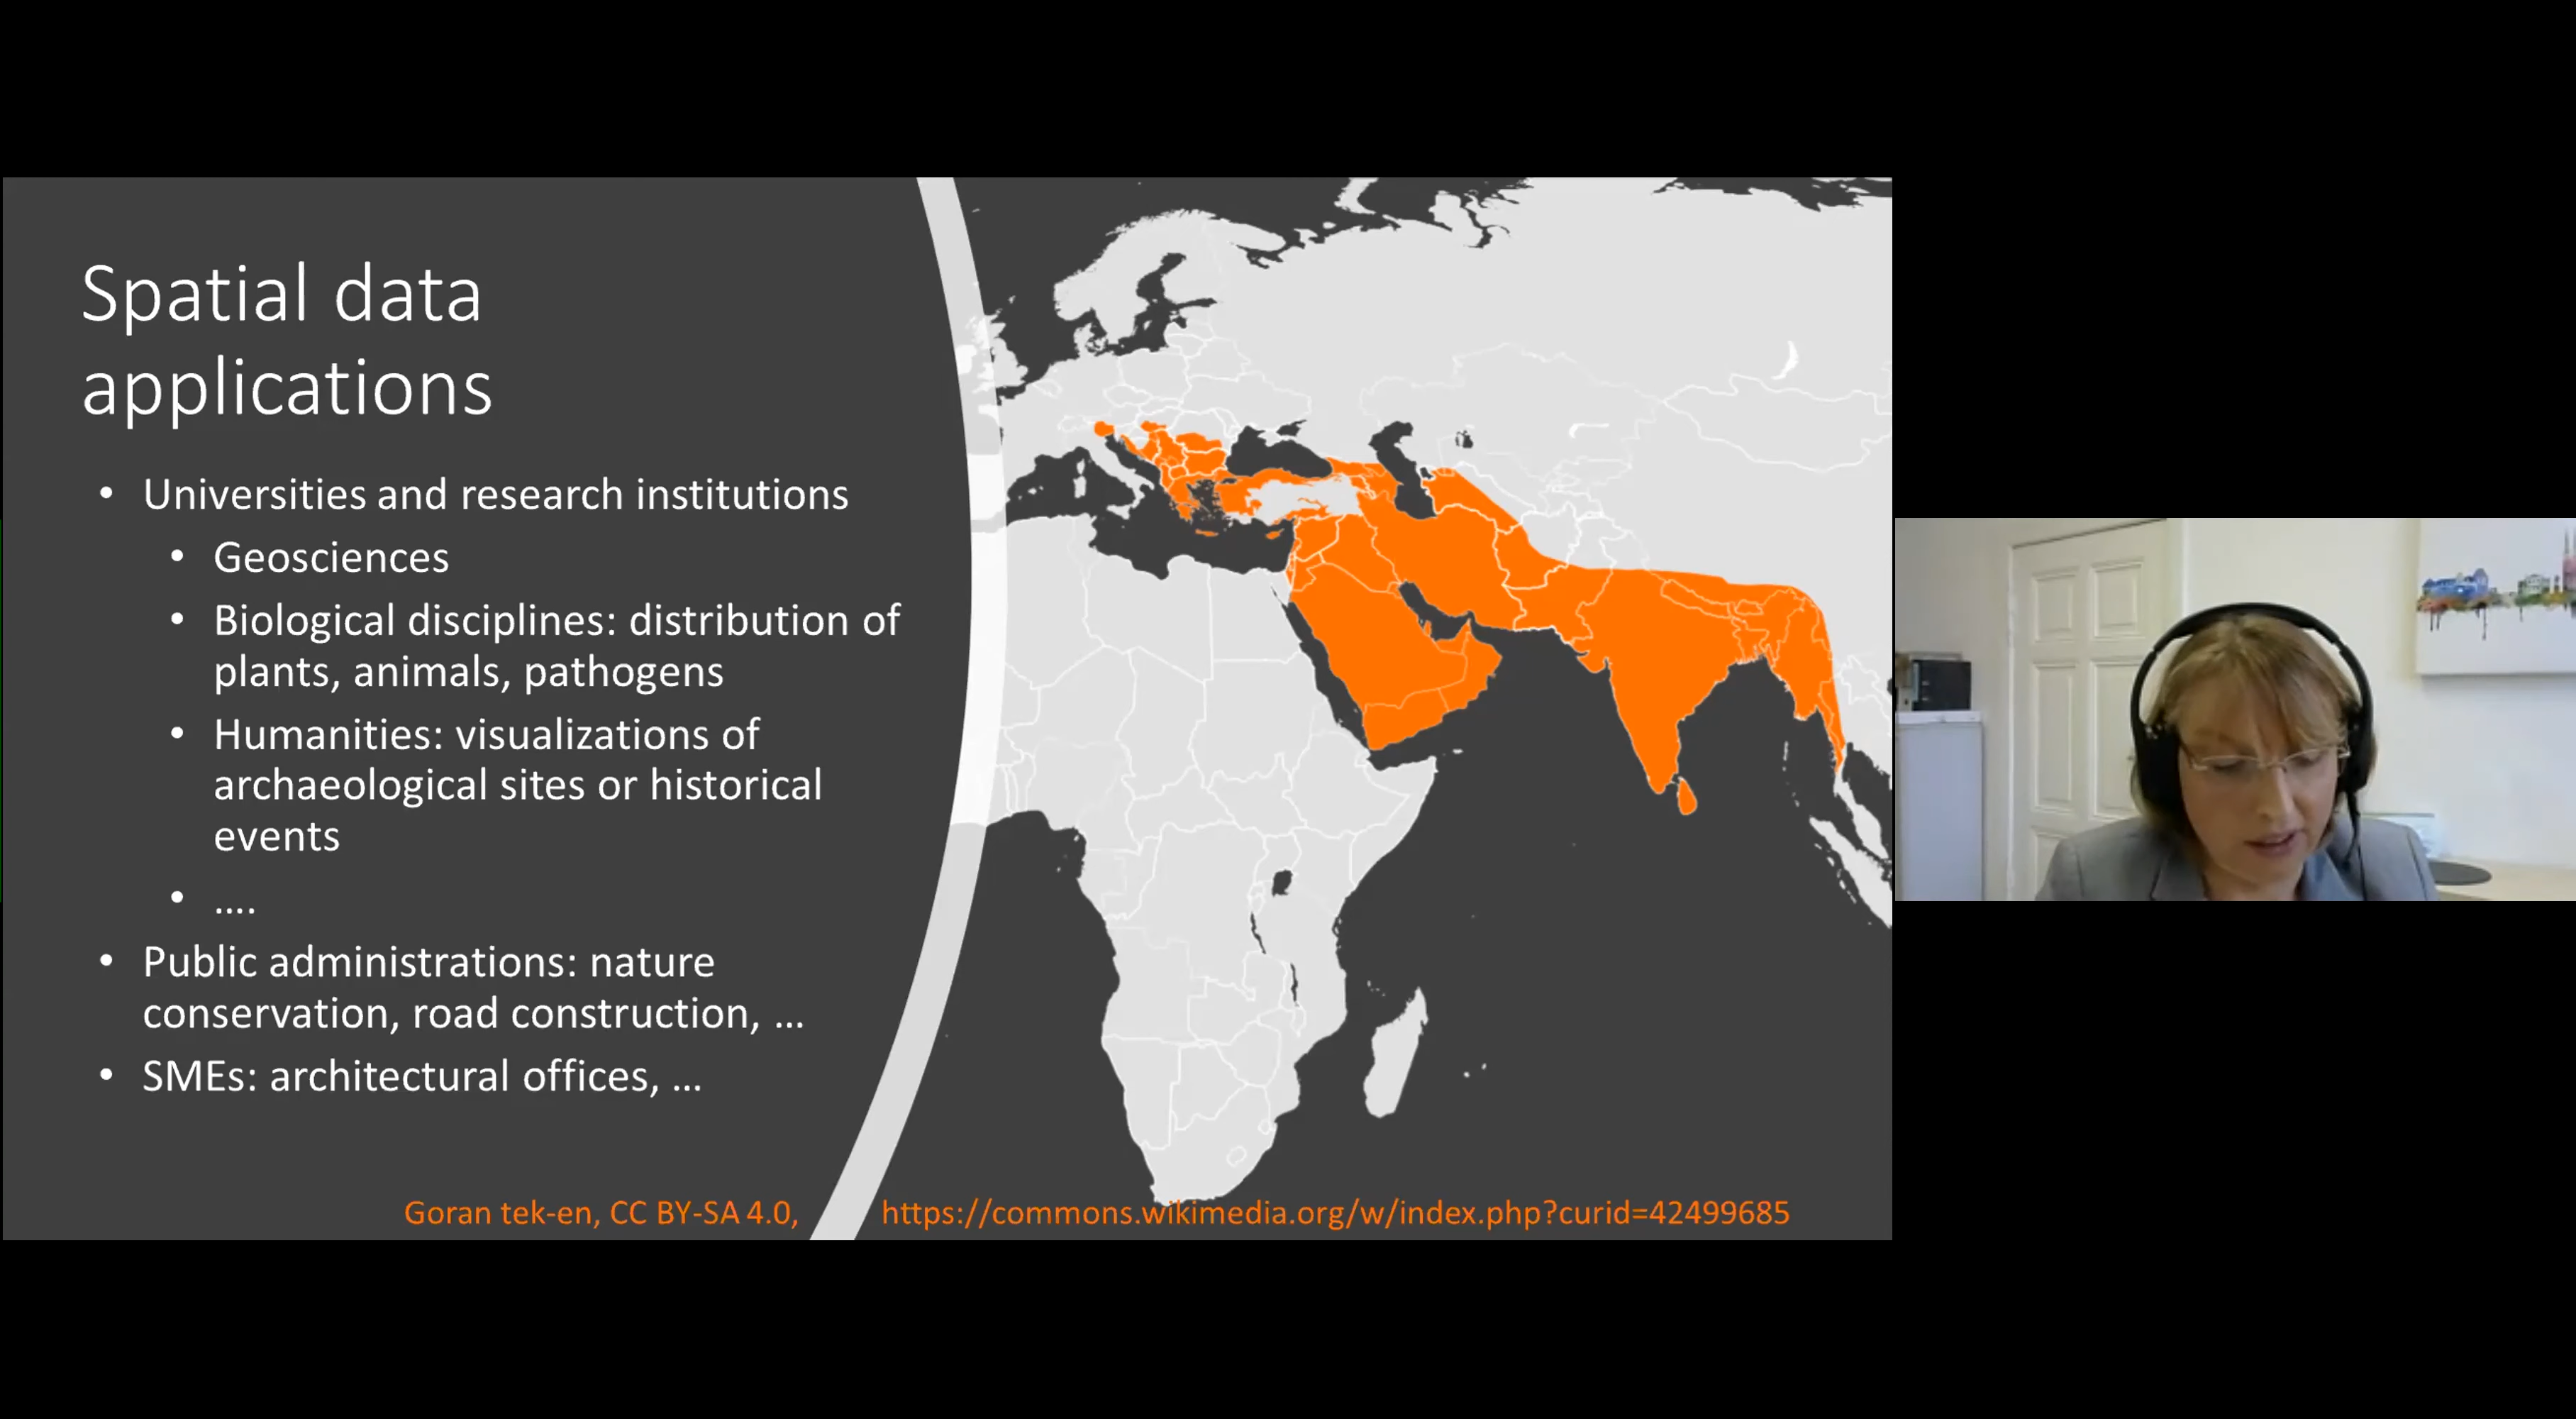 Spatial data
applications
• Universities and research institutions
• Geosciences
• Biological disciplines: distribution of
plants, animals, pathogens
• Humanities: visualizations of
archaeological sites or historical
events
• ....
• Public administrations: nature
conservation, road construction, ...
• SMEs: architectural offices, ...
Goran tek-en, CC BY-SA 4.0, https://commons.wikimedia.org/w/index.php?curid=42499685